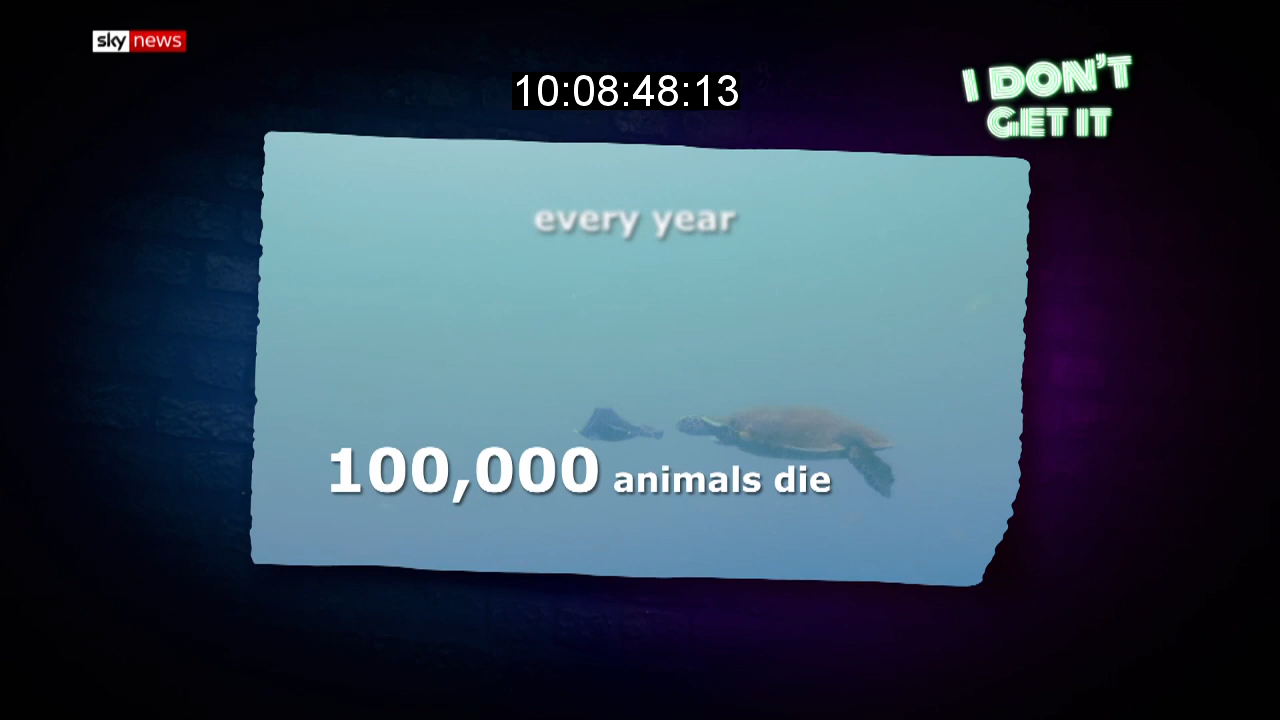 sky news
I DON'T
GET IT
10:08:48:13
every year
100,000 animals die